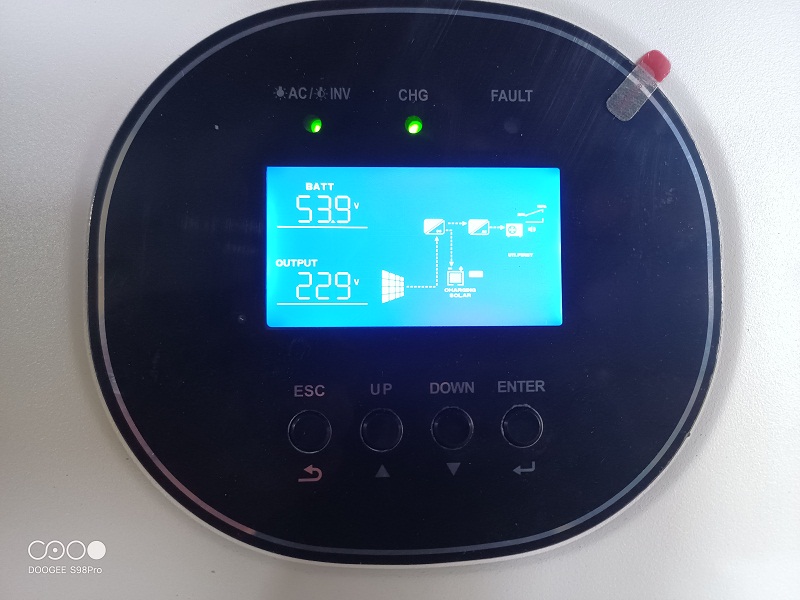 AC/ INV
CHG
FAULT
BATT
53.9V
OUTPUT
229V
CHARGING
SOLAR
ESC
UP
DOWN
ENTER
DOOGEE S98Pro